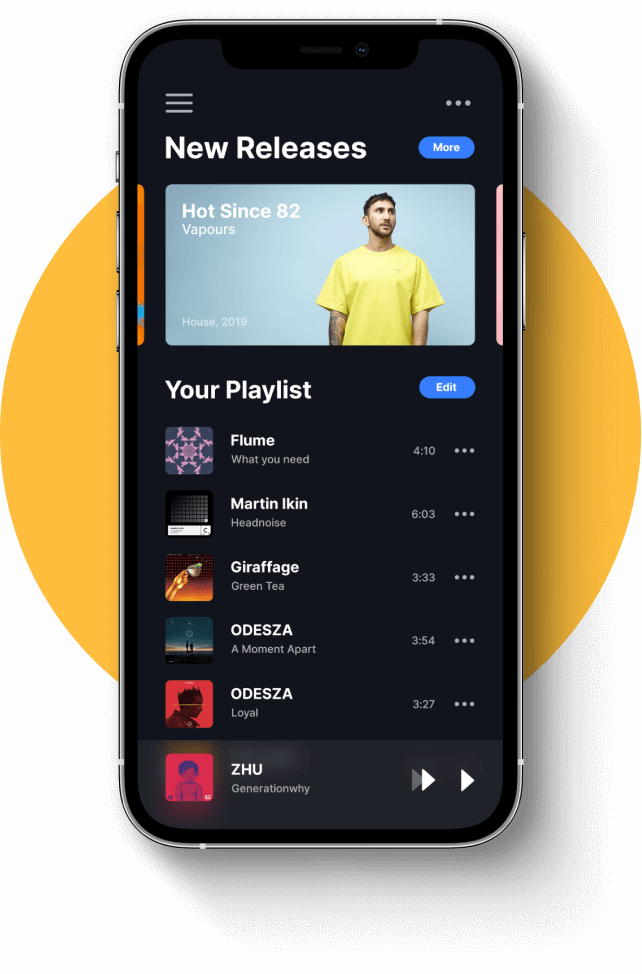 New Releases
More
Hot Since 82
Vapours
House, 2019
Your Playlist
Edit
Flume
What you need
4:10
Martin Ikin
Headnoise
6:03
Giraffage
Green Tea
3:33
ODESZA
A Moment Apart
3:54
ODESZA
Loyal
3:27
ZHU
Generationwhy